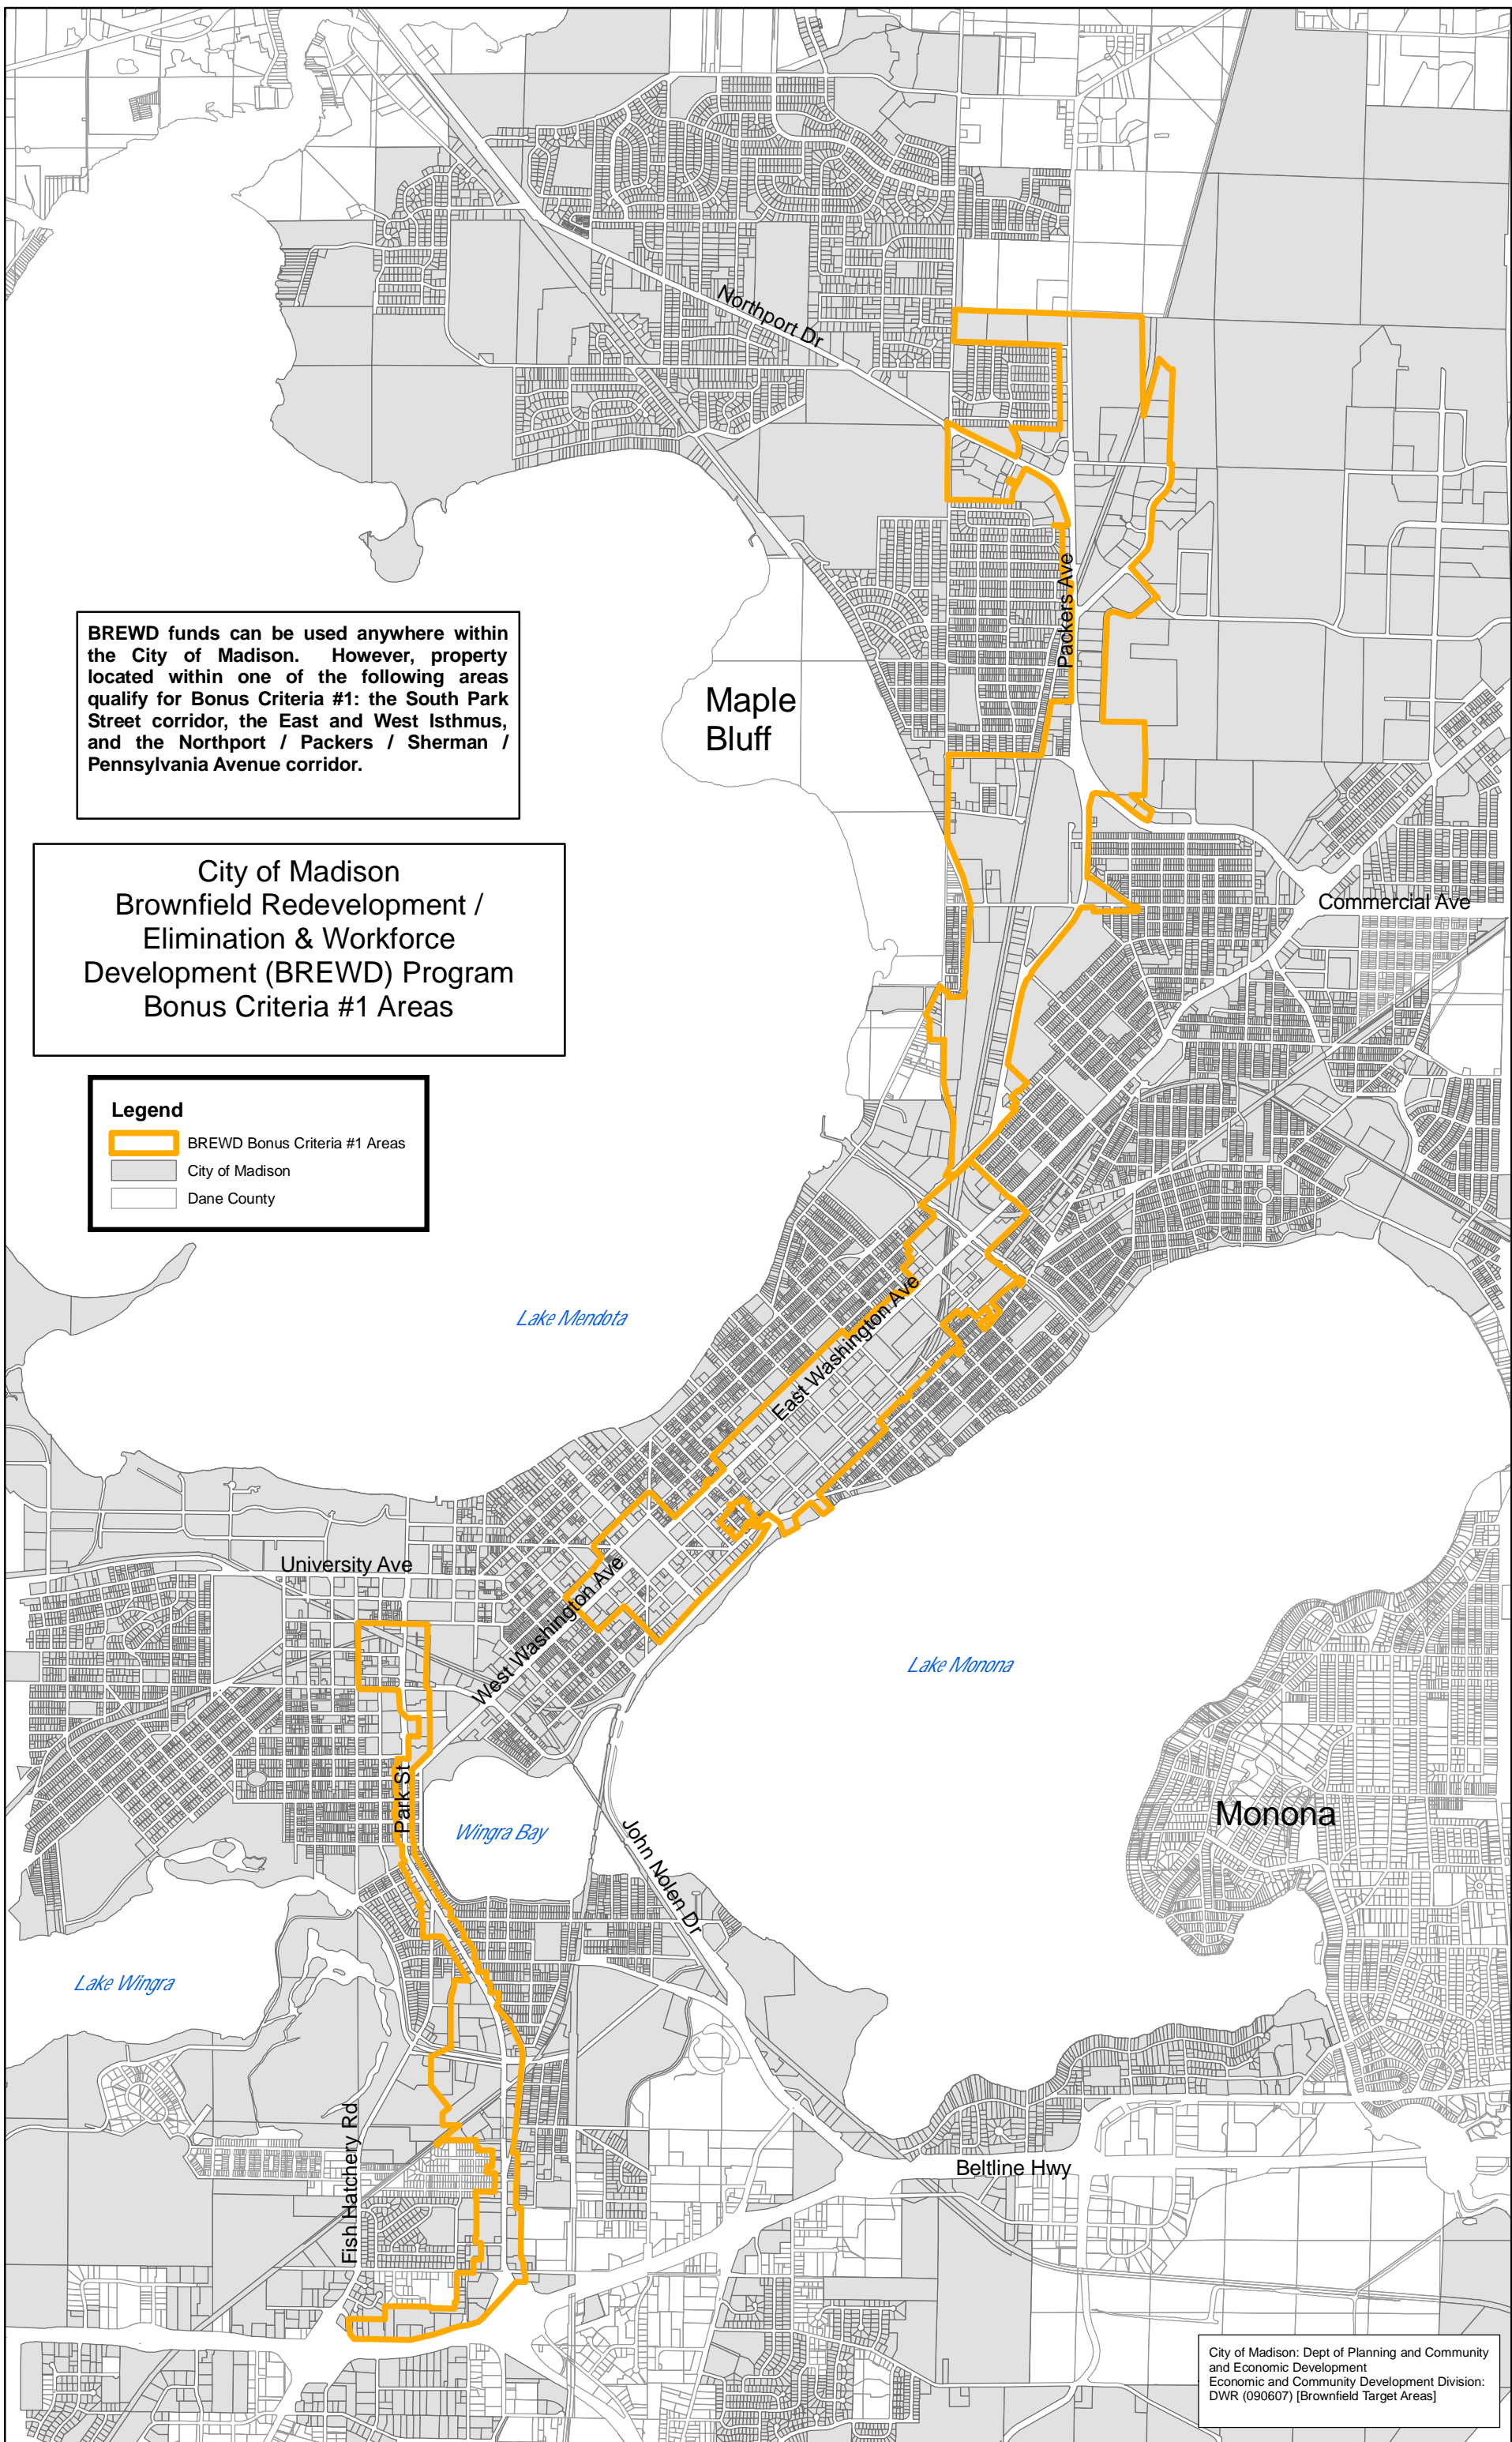 Northport Dr
Packers Ave
BREWD funds can be used anywhere within
the City of Madison. However, property
located within one of the following areas
qualify for Bonus Criteria #1: the South Park
Street corridor, the East and West Isthmus,
and the Northport / Packers / Sherman /
Pennsylvania Avenue corridor.
Maple
Bluff
City of Madison
Brownfield Redevelopment /
Elimination & Workforce
Development (BREWD) Program
Bonus Criteria #1 Areas
Commercial Ave
Legend
BREWD Bonus Criteria #1 Areas
City of Madison
Dane County
Lake Mendota
East Washington Ave
University Ave
West Washington Ave
Lake Monona
Park St
Wingra Bay
John Nolen Dr
Monona
Lake Wingra
Fish Hatchery Rd
Beltline Hwy
City of Madison: Dept of Planning and Community
and Economic Development
Economic and Community Development Division:
DWR (090607) [Brownfield Target Areas]